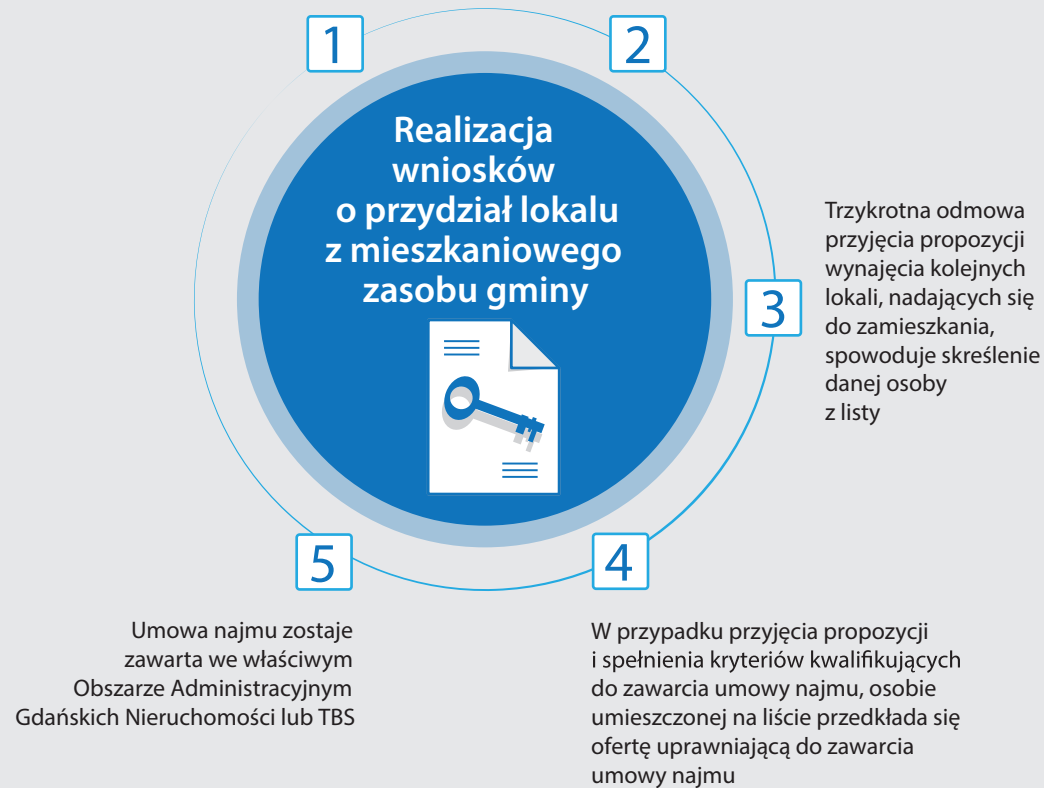 1
2
Realizacja
wniosków
o przydział lokalu
z mieszkaniowego
zasobu gminy
3
Trzykrotna odmowa
przyjęcia propozycji
wynajęcia kolejnych
lokali, nadających się
do zamieszkania,
spowoduje skreślenie
danej osoby
z listy
4
W przypadku przyjęcia propozycji
i spełnienia kryteriów kwalifikujących
do zawarcia umowy najmu, osobie
umieszczonej na liście przedkłada się
ofertę uprawniającą do zawarcia
umowy najmu
5
Umowa najmu zostaje
zawarta we właściwym
Obszarze Administracyjnym
Gdańskich Nieruchomości lub TBS